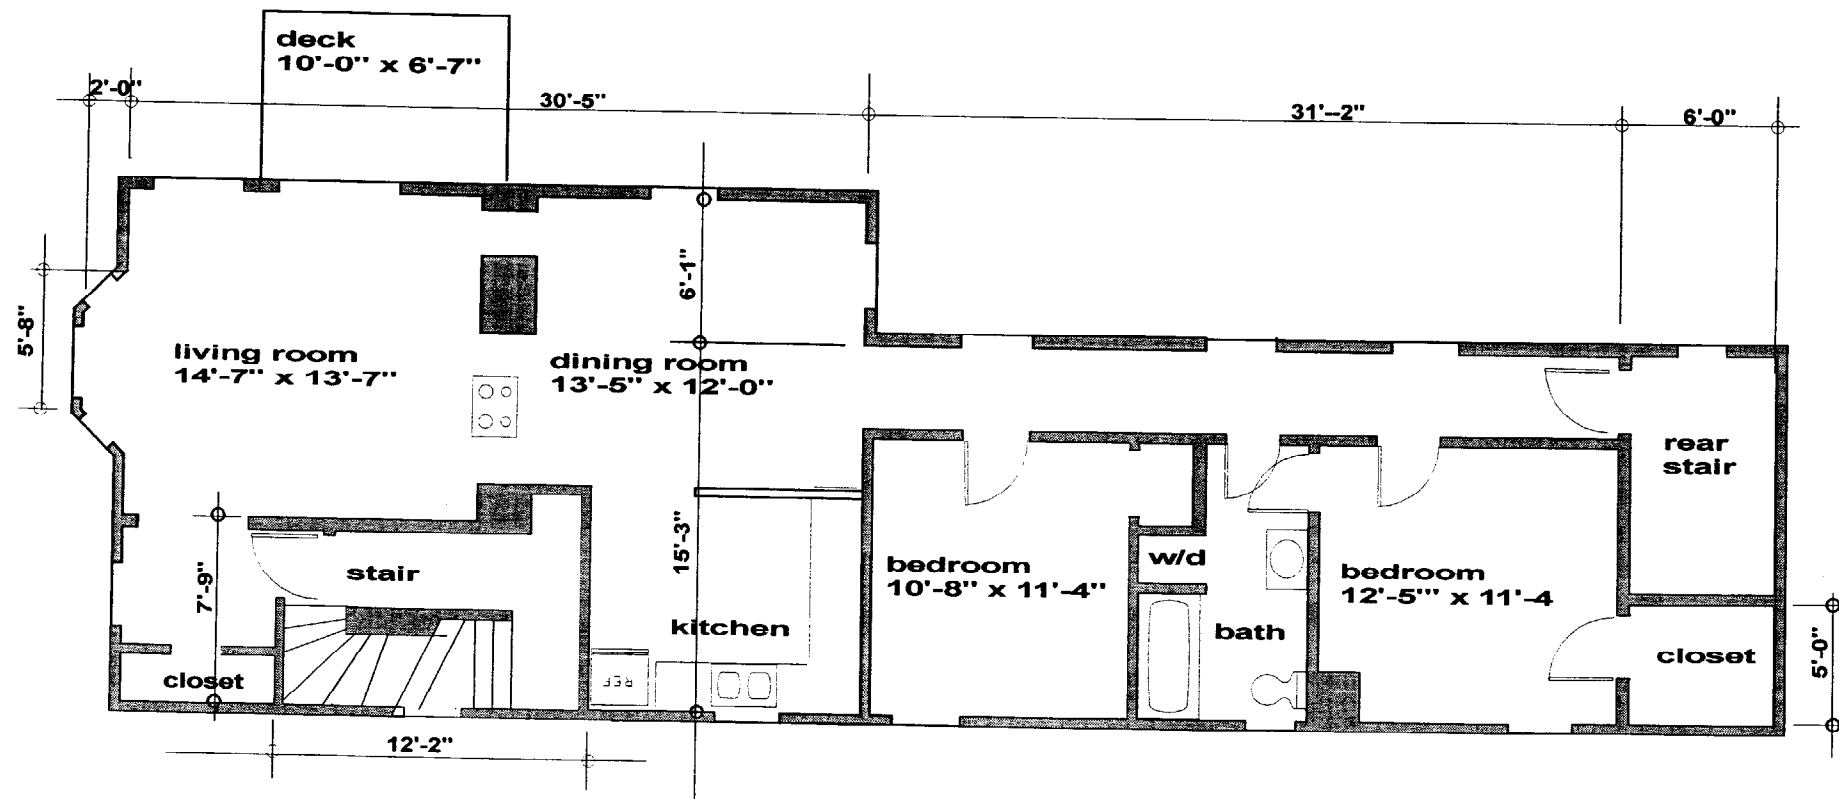 deck
10'-0" x 6'-7"
2'-0"
30'-5"
31'--2"
6'-0"
6'-1"
5'-8"
living room
14'-7" x 13'-7"
dining room
13'-5" x 12'-0"
rear
stair
15'-3"
7'-9"
stair
bedroom
10'-8" x 11'-4"
w/d
bedroom
12'-5'" x 11'-4
kitchen
bath
closet
5'-0"
closet
REF
12'-2"